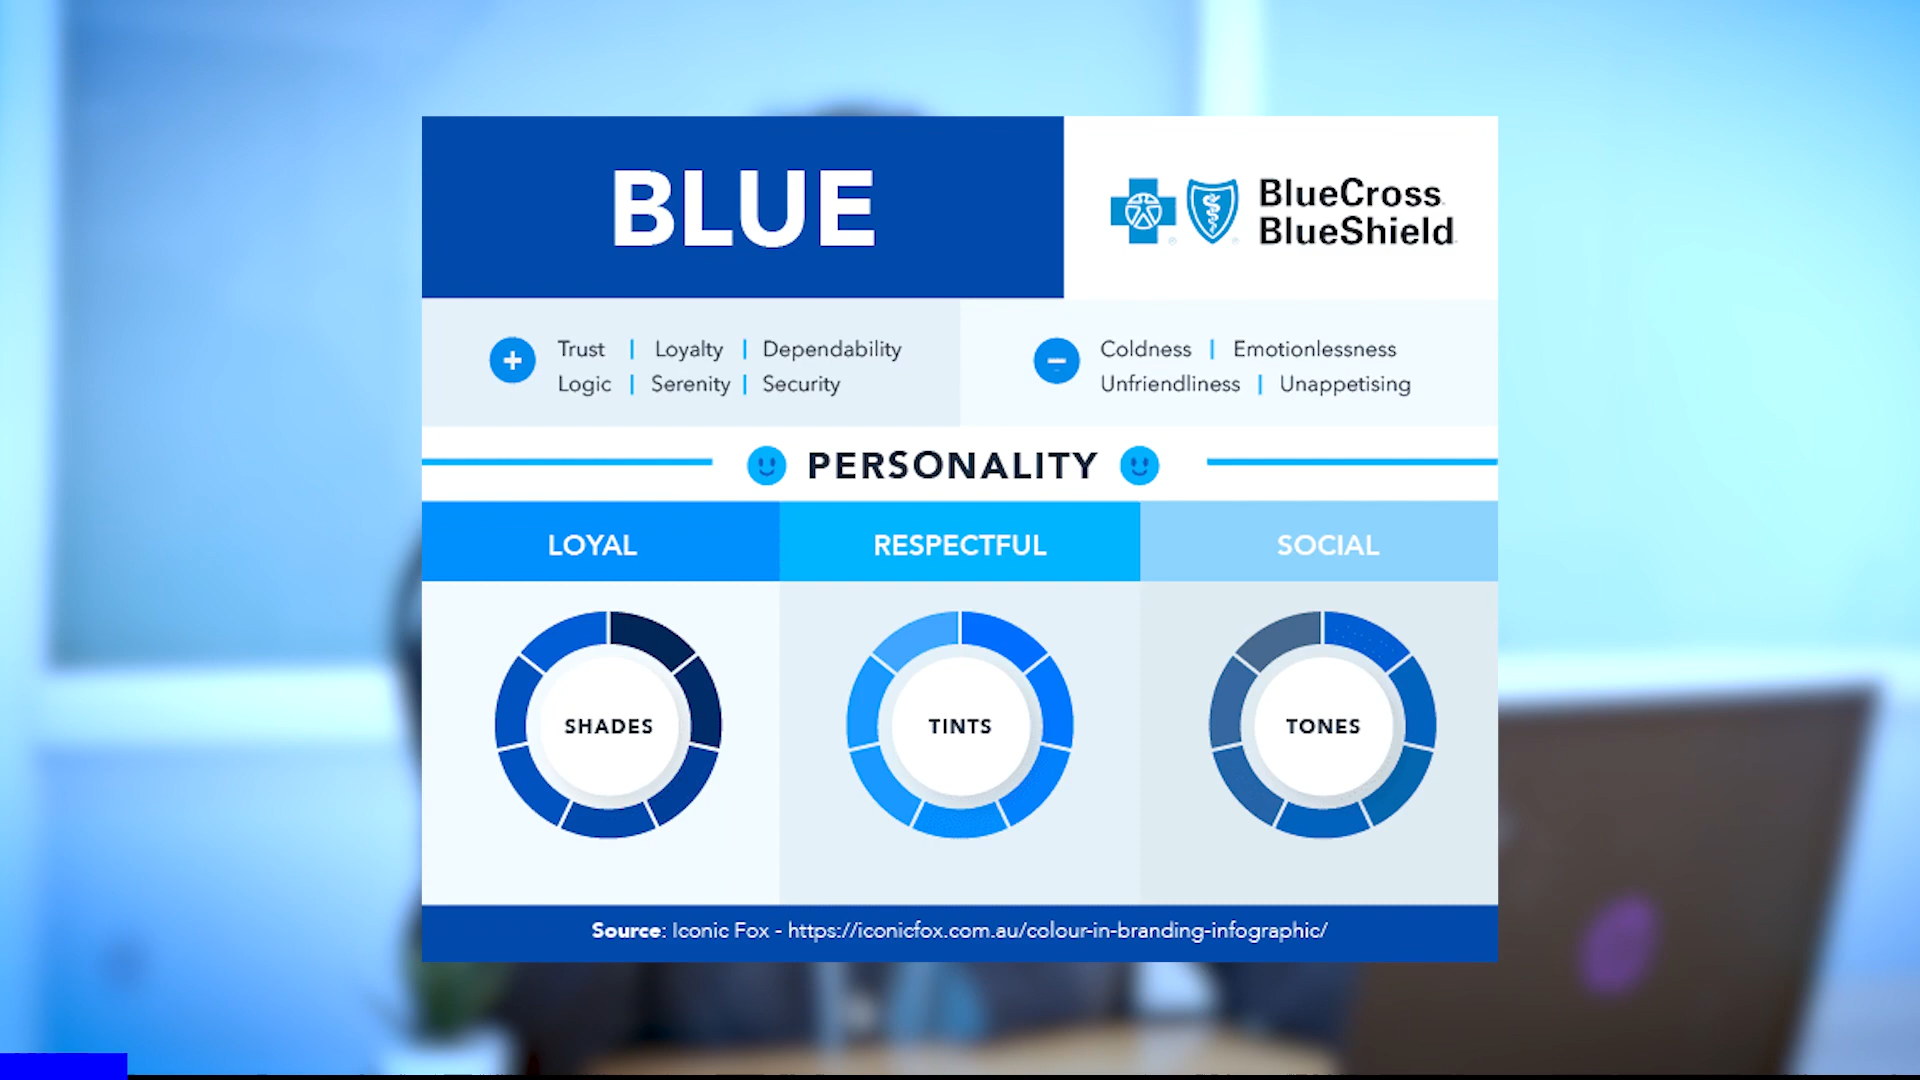 BLUE
BlueCross
BlueShield
+ Trust | Loyalty | Dependability
Logic | Serenity | Security
− Coldness | Emotionlessness
Unfriendliness | Unappetising
PERSONALITY
LOYAL
RESPECTFUL
SOCIAL
SHADES
TINTS
TONES
Source: Iconic Fox - https://iconicfox.com.au/colour-in-branding-infographic/